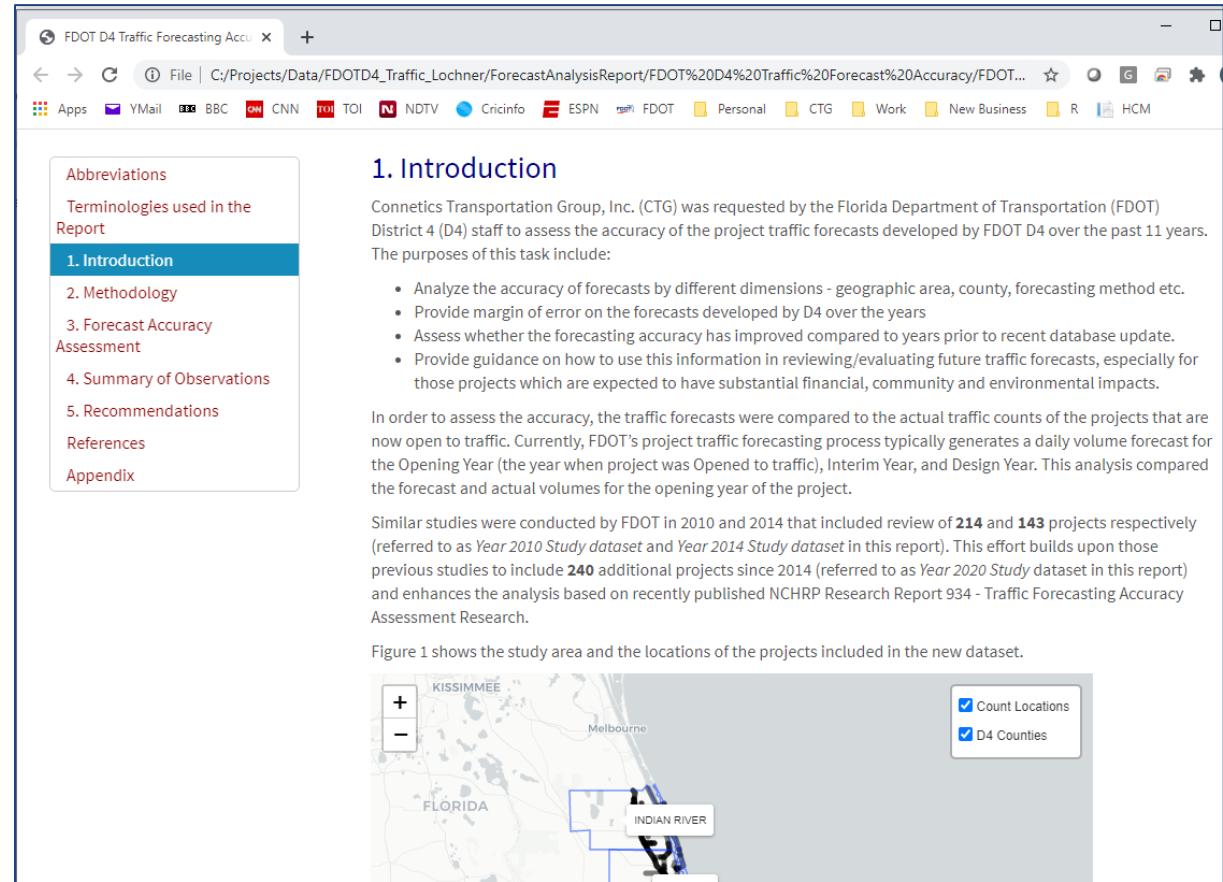 FDOT D4 Traffic Forecasting Accu
File | C:/Projects/Data/FDOTD4_Traffic_Lochner/ForecastAnalysisReport/FDOT%20D4%20Traffic%20Forecast%20Accuracy/FDOT...
G
Apps YMail BBC BBC CNN CNN TOI TOI N NDTV Cricinfo ESPN FDOT FDOT Personal CTG Work New Business R HCM
Abbreviations
Terminologies used in the
Report
1. Introduction
2. Methodology
3. Forecast Accuracy
Assessment
4. Summary of Observations
5. Recommendations
References
Appendix
1. Introduction
Connetics Transportation Group, Inc. (CTG) was requested by the Florida Department of Transportation (FDOT)
District 4 (D4) staff to assess the accuracy of the project traffic forecasts developed by FDOT D4 over the past 11 years.
The purposes of this task include:
• Analyze the accuracy of forecasts by different dimensions - geographic area, county, forecasting method etc.
• Provide margin of error on the forecasts developed by D4 over the years
• Assess whether the forecasting accuracy has improved compared to years prior to recent database update.
• Provide guidance on how to use this information in reviewing/evaluating future traffic forecasts, especially for
those projects which are expected to have substantial financial, community and environmental impacts.
In order to assess the accuracy, the traffic forecasts were compared to the actual traffic counts of the projects that are
now open to traffic. Currently, FDOT's project traffic forecasting process typically generates a daily volume forecast for
the Opening Year (the year when project was Opened to traffic), Interim Year, and Design Year. This analysis compared
the forecast and actual volumes for the opening year of the project.
Similar studies were conducted by FDOT in 2010 and 2014 that included review of 214 and 143 projects respectively
(referred to as Year 2010 Study dataset and Year 2014 Study dataset in this report). This effort builds upon those
previous studies to include 240 additional projects since 2014 (referred to as Year 2020 Study dataset in this report)
and enhances the analysis based on recently published NCHRP Research Report 934 - Traffic Forecasting Accuracy
Assessment Research.
Figure 1 shows the study area and the locations of the projects included in the new dataset.
+
−
KISSIMMEE
Melbourne
FLORIDA
INDIAN RIVER
Count Locations
D4 Counties